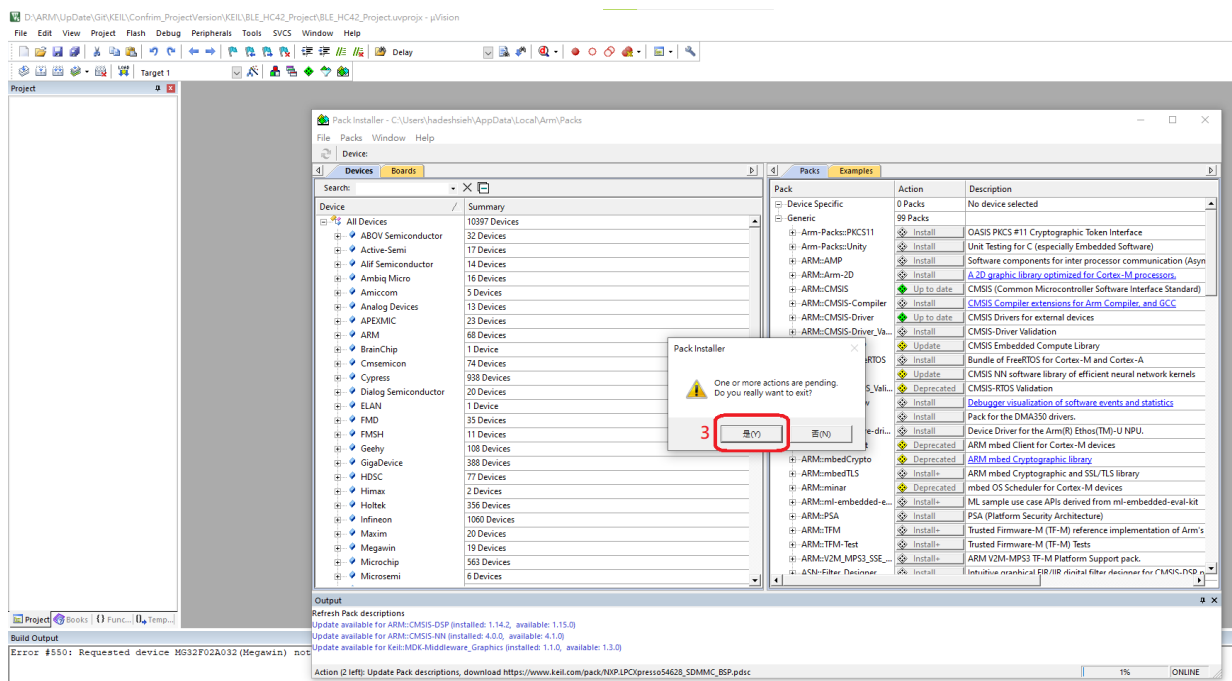 D:\ARM\UpDate\Git\KEIL\Confrim_ProjectVersion\KEIL\BLE_HC42_Project\BLE_HC42_Project.uvprojx - µVision
File Edit View Project Flash Debug Peripherals Tools SVCS Window Help
Delay
Target 1
Project
Pack Installer - C:\Users\hadeshsieh\AppData\Local\Arm\Packs
File Packs Window Help
Device:
Devices Boards
Search:
Device Summary
All Devices 10397 Devices
ABOV Semiconductor 32 Devices
Active-Semi 17 Devices
Alif Semiconductor 14 Devices
Ambiq Micro 16 Devices
Amiccom 5 Devices
Analog Devices 13 Devices
APEXMIC 23 Devices
ARM 68 Devices
BrainChip 1 Device
Cmsemicon 74 Devices
Cypress 938 Devices
Dialog Semiconductor 20 Devices
ELAN 1 Device
FMD 35 Devices
FMSH 11 Devices
Geehy 108 Devices
GigaDevice 388 Devices
HDSC 77 Devices
Himax 2 Devices
Holtek 356 Devices
Infineon 1060 Devices
Maxim 20 Devices
Megawin 19 Devices
Microchip 563 Devices
Microsemi 6 Devices
Packs Examples
Pack Action Description
Device Specific 0 Packs No device selected
Generic 99 Packs
Arm-Packs::PKCS11 Install OASIS PKCS #11 Cryptographic Token Interface
Arm-Packs::Unity Install Unit Testing for C (especially Embedded Software)
ARM::AMP Install Software components for inter processor communication (Asyn
ARM::Arm-2D Install A 2D graphic library optimized for Cortex-M processors.
ARM::CMSIS Up to date CMSIS (Common Microcontroller Software Interface Standard)
ARM::CMSIS-Compiler Install CMSIS Compiler extensions for Arm Compiler, and GCC
ARM::CMSIS-Driver Up to date CMSIS Drivers for external devices
ARM::CMSIS-Driver_Va... Install CMSIS-Driver Validation
Update CMSIS Embedded Compute Library
RTOS Install Bundle of FreeRTOS for Cortex-M and Cortex-A
Update CMSIS NN software library of efficient neural network kernels
S_Vali... Deprecated CMSIS-RTOS Validation
Install Debugger visualization of software events and statistics
Install Pack for the DMA350 drivers.
e-dri... Install Device Driver for the Arm(R) Ethos(TM)-U NPU.
Deprecated ARM mbed Client for Cortex-M devices
ARM::mbedCrypto Deprecated ARM mbed Cryptographic library
ARM::mbedTLS Install+ ARM mbed Cryptographic and SSL/TLS library
ARM::minar Deprecated mbed OS Scheduler for Cortex-M devices
ARM::ml-embedded-e... Install+ ML sample use case APIs derived from ml-embedded-eval-kit
ARM::PSA Install PSA (Platform Security Architecture)
ARM::TFM Install+ Trusted Firmware-M (TF-M) reference implementation of Arm's
ARM::TFM-Test Install+ Trusted Firmware-M (TF-M) Tests
ARM::V2M_MPS3_SSE_... Install+ ARM V2M-MPS3 TF-M Platform Support pack.
ASN::Filter Designer Install Intuitive graphical FIR/IIR digital filter designer for CMSIS-DSP
Pack Installer
One or more actions are pending.
Do you really want to exit?
3
是(Y) 否(N)
Output
Refresh Pack descriptions
Update available for ARM::CMSIS-DSP (installed: 1.14.2, available: 1.15.0)
Update available for ARM::CMSIS-NN (installed: 4.0.0, available: 4.1.0)
Update available for Keil::MDK-Middleware_Graphics (installed: 1.1.0, available: 1.3.0)
Action (2 left): Update Pack descriptions, download https://www.keil.com/pack/NXP.LPCXpresso54628_SDMMC_BSP.pdsc
1% ONLINE
Project Books {} Func... Temp...
Build Output
Error #550: Requested device MG32F02A032(Megawin) not